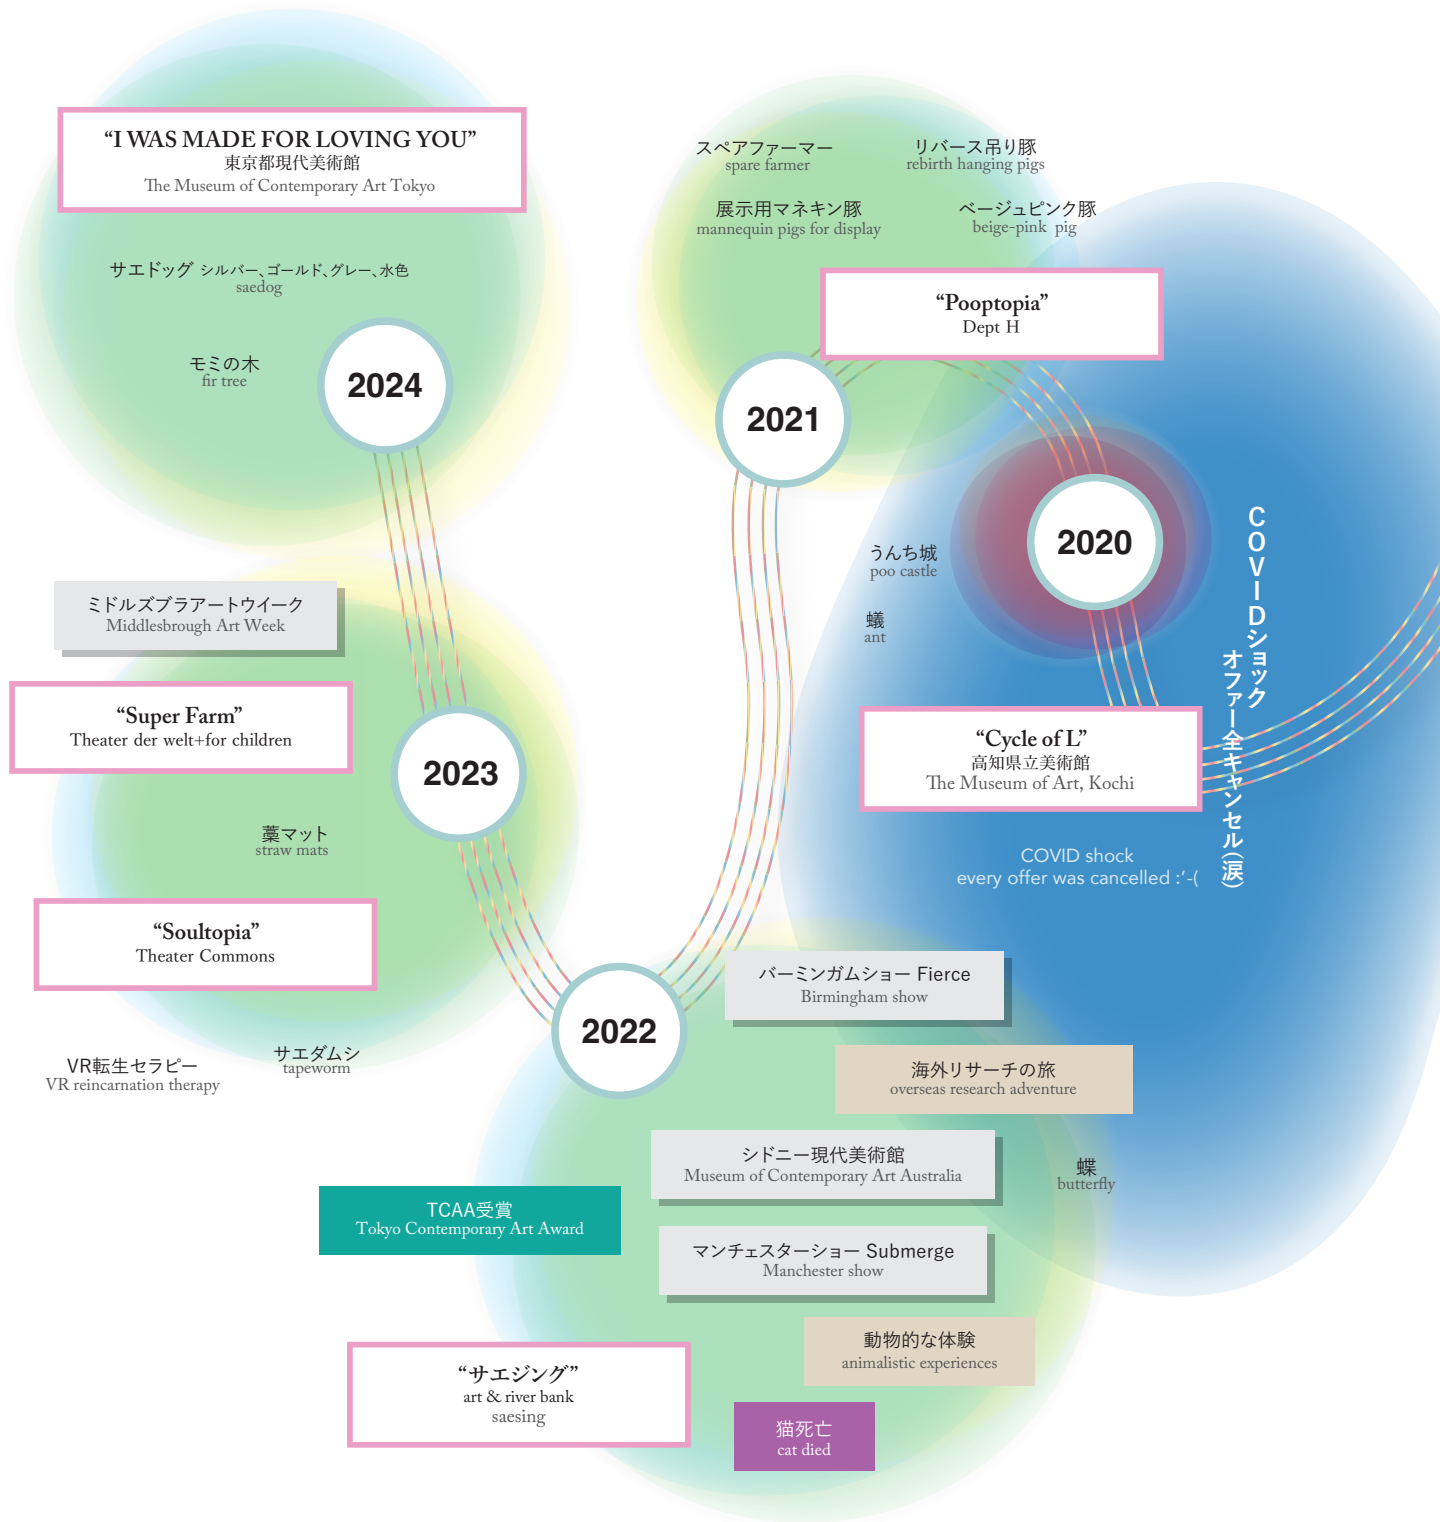 “I WAS MADE FOR LOVING YOU”
東京都現代美術館
The Museum of Contemporary Art Tokyo
サエドッグ シルバー、ゴールド、グレー、水色
saedog
モミの木
fir tree
2024
スペアファーマー
spare farmer
リバース吊り豚
rebirth hanging pigs
展示用マネキン豚
mannequin pigs for display
ベージュピンク豚
beige-pink pig
“Pooptopia”
Dept H
2021
2020
うんち城
poo castle
蟻
ant
COVIDショック
オファー全キャンセル(涙)
“Cycle of L”
高知県立美術館
The Museum of Art, Kochi
COVID shock
every offer was cancelled :‘-(
ミドルズブラアートウイーク
Middlesbrough Art Week
“Super Farm”
Theater der welt+for children
2023
藁マット
straw mats
“Soultopia”
Theater Commons
VR転生セラピー
VR reincarnation therapy
サエダムシ
tapeworm
2022
バーミンガムショー Fierce
Birmingham show
海外リサーチの旅
overseas research adventure
シドニー現代美術館
Museum of Contemporary Art Australia
蝶
butterfly
TCAA受賞
Tokyo Contemporary Art Award
マンチェスターショー Submerge
Manchester show
動物的な体験
animalistic experiences
“サエジング”
art & river bank
saesing
猫死亡
cat died